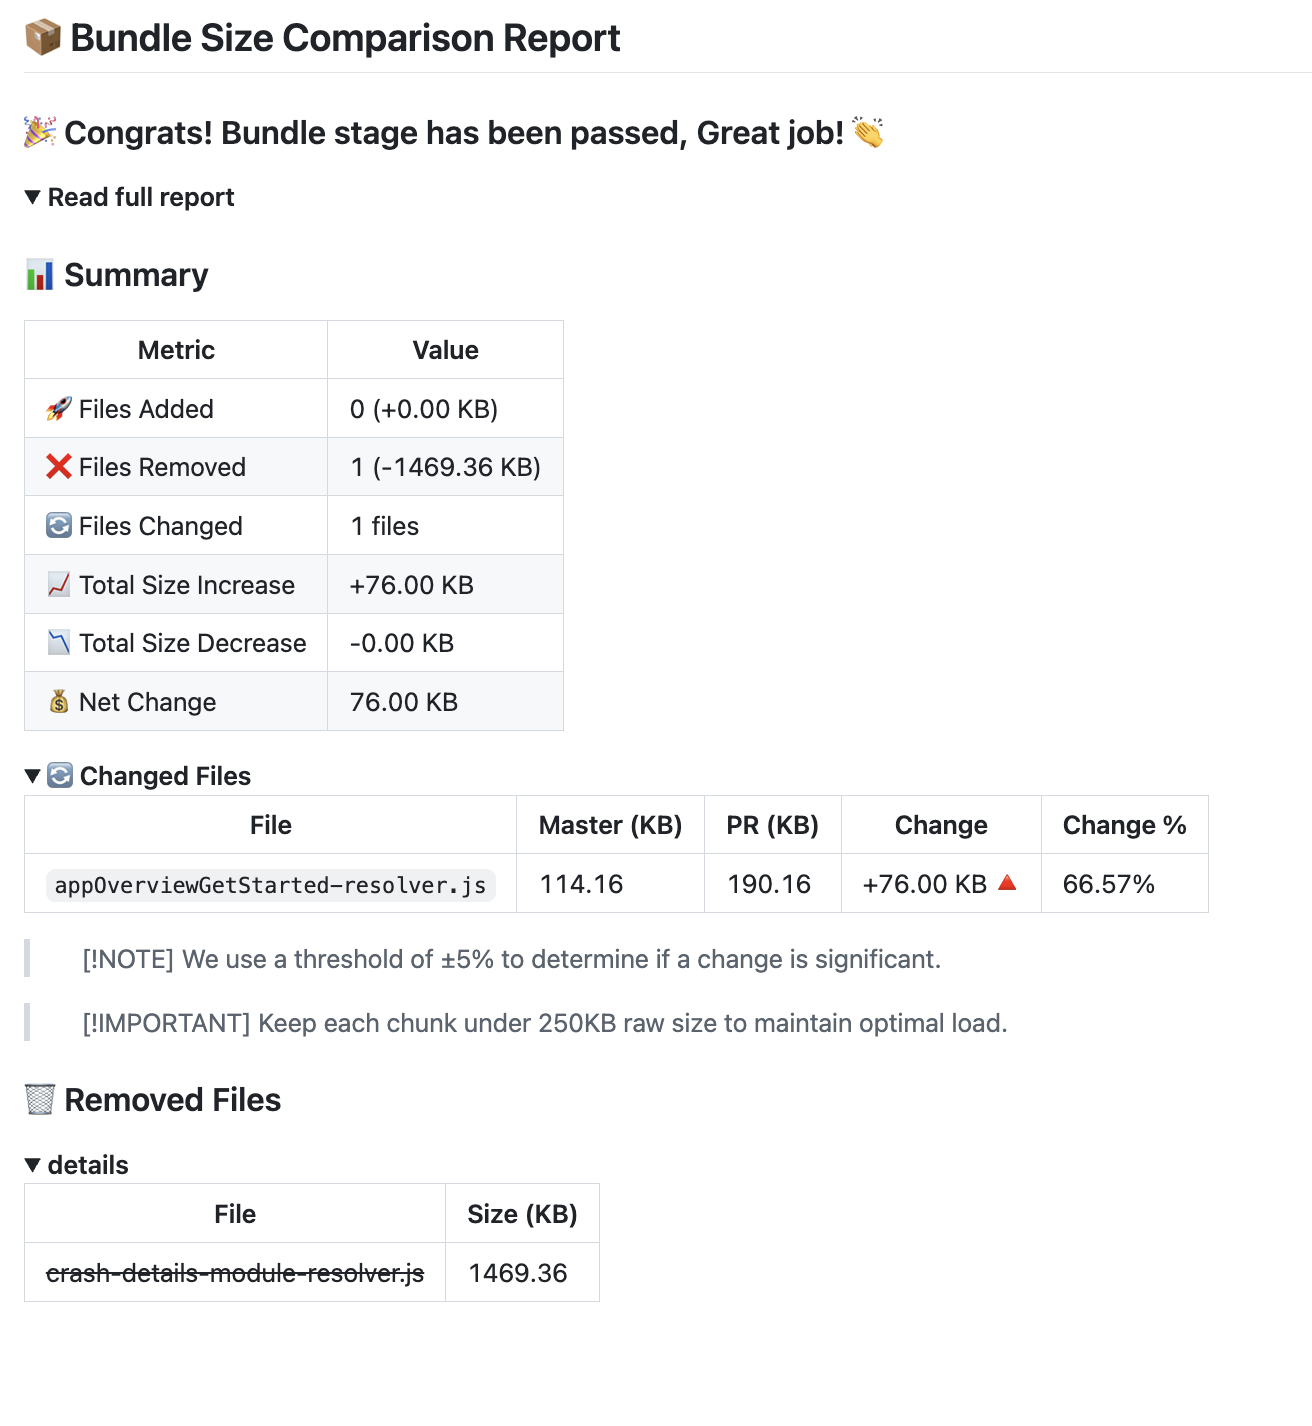 📦 Bundle Size Comparison Report
🎉 Congrats! Bundle stage has been passed, Great job! 👏
▼ Read full report
📊 Summary
Metric Value
🚀 Files Added 0 (+0.00 KB)
❌ Files Removed 1 (-1469.36 KB)
🔄 Files Changed 1 files
📈 Total Size Increase +76.00 KB
📉 Total Size Decrease -0.00 KB
💰 Net Change 76.00 KB
▼ 🔄 Changed Files
File Master (KB) PR (KB) Change Change %
appOverviewGetStarted-resolver.js 114.16 190.16 +76.00 KB 🔺 66.57%
[!NOTE] We use a threshold of ±5% to determine if a change is significant.
[!IMPORTANT] Keep each chunk under 250KB raw size to maintain optimal load.
🗑️ Removed Files
▼ details
File Size (KB)
crash-details-module-resolver.js 1469.36